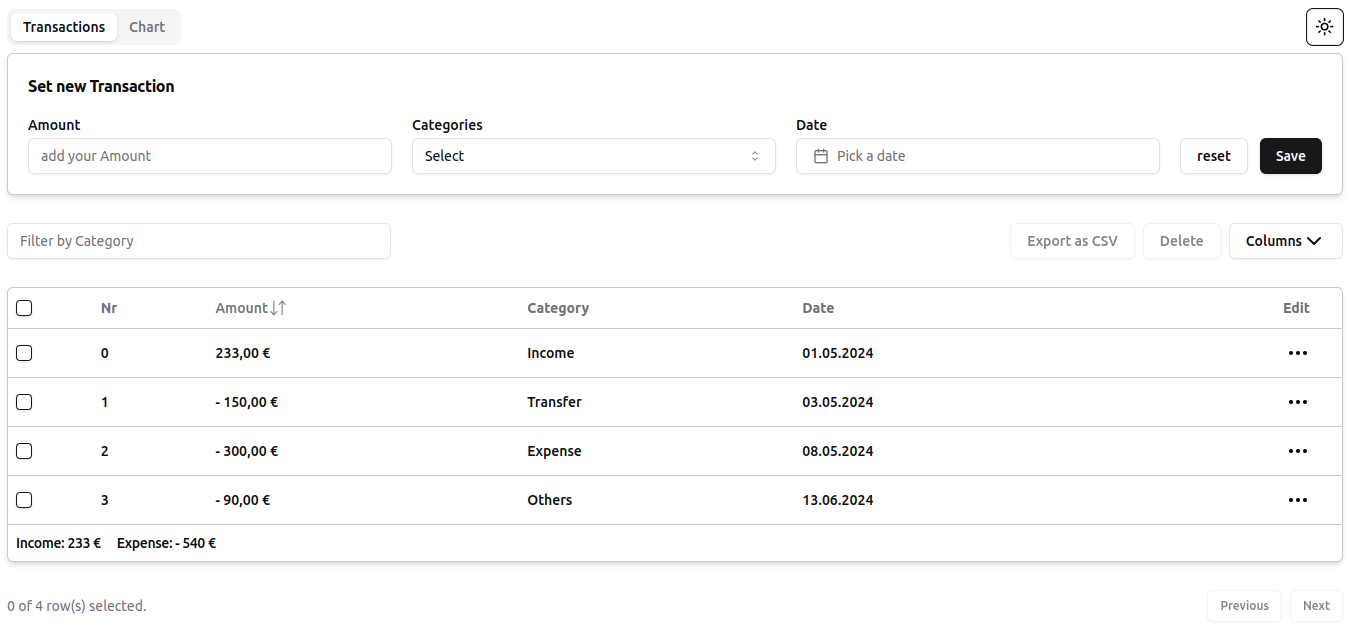 Transactions Chart
Set new Transaction
Amount Categories Date
add your Amount Select Pick a date reset Save
Filter by Category Export as CSV Delete Columns
Nr Amount Category Date Edit
0 233,00 € Income 01.05.2024
1 - 150,00 € Transfer 03.05.2024
2 - 300,00 € Expense 08.05.2024
3 - 90,00 € Others 13.06.2024
Income: 233 € Expense: - 540 €
0 of 4 row(s) selected. Previous Next